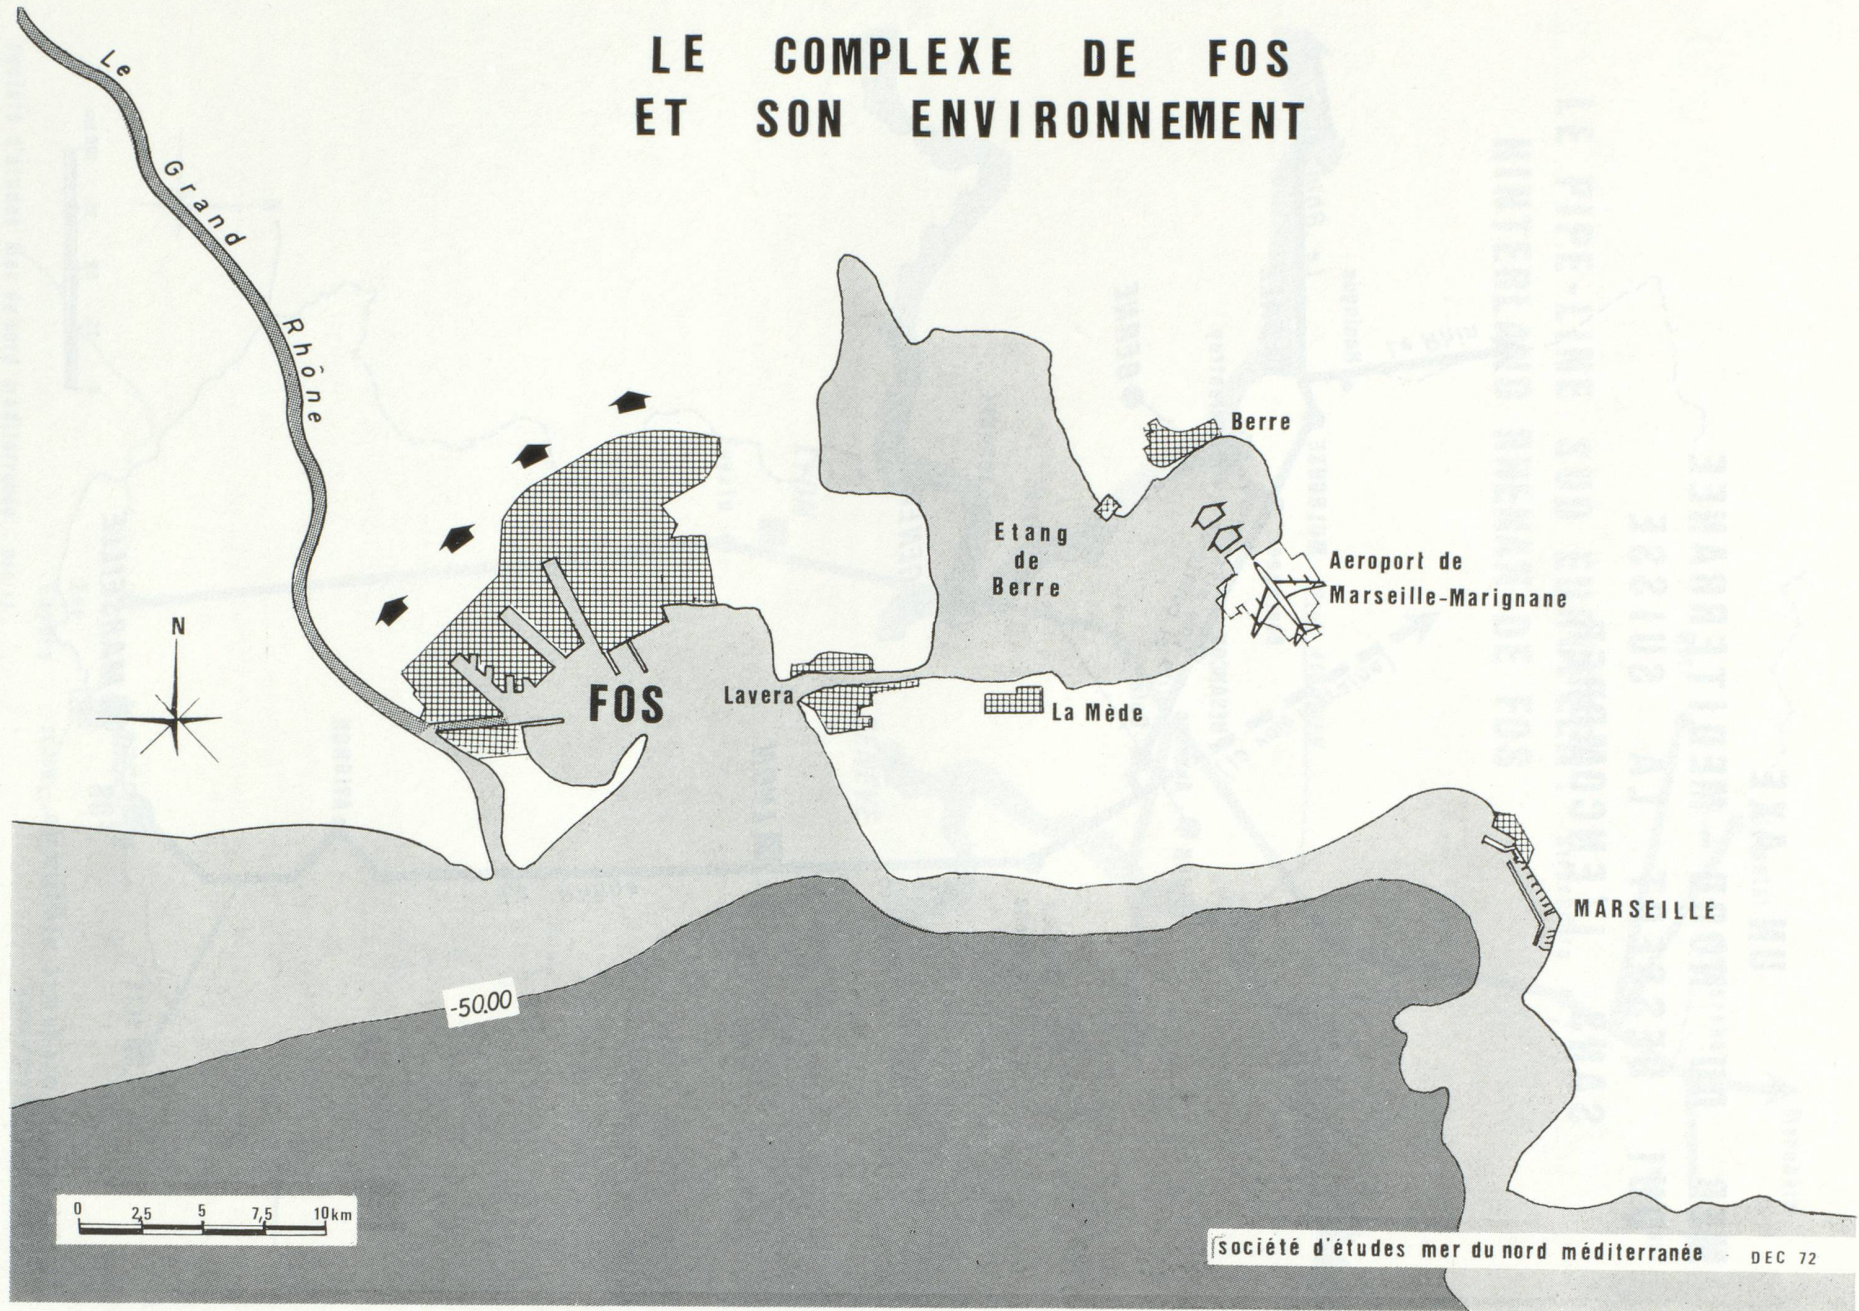 LE COMPLEXE DE FOS
ET SON ENVIRONNEMENT
Le Grand Rhône
Berre
Etang
de
Berre
Aeroport de
Marseille-Marignane
N
FOS
Lavera
La Mède
MARSEILLE
-50.00
0 2,5 5 7,5 10 km
société d'études mer du nord méditerranée DEC 72